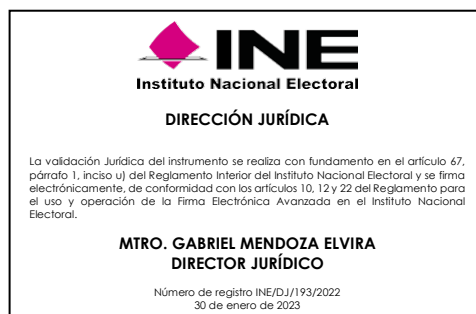 INE
Instituto Nacional Electoral
DIRECCIÓN JURÍDICA
La validación Jurídica del instrumento se realiza con fundamento en el artículo 67,
párrafo 1, inciso u) del Reglamento Interior del Instituto Nacional Electoral y se firma
electrónicamente, de conformidad con los artículos 10, 12 y 22 del Reglamento para
el uso y operación de la Firma Electrónica Avanzada en el Instituto Nacional
Electoral.
MTRO. GABRIEL MENDOZA ELVIRA
DIRECTOR JURÍDICO
Número de registro INE/DJ/193/2022
30 de enero de 2023